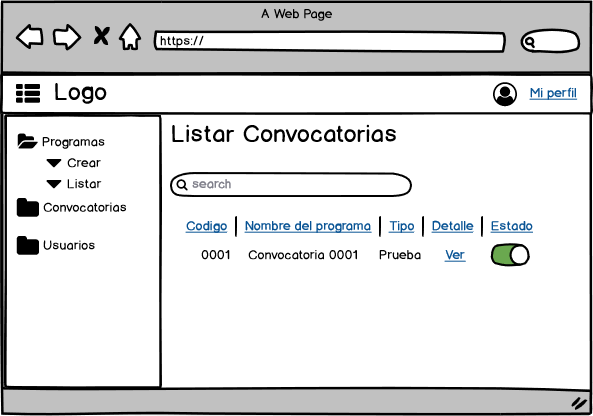 A Web Page
https://
Logo
Mi perfil
Programas
Crear
Listar
Convocatorias
Usuarios
Listar Convocatorias
search
Codigo Nombre del programa Tipo Detalle Estado
0001 Convocatoria 0001 Prueba Ver